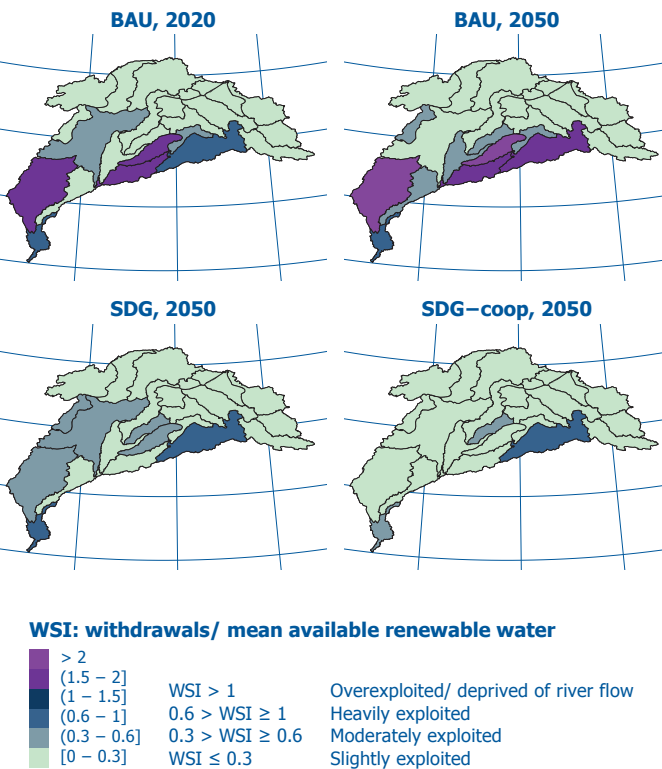 BAU, 2020
BAU, 2050
SDG, 2050
SDG−coop, 2050
WSI: withdrawals/ mean available renewable water
> 2
(1.5 − 2]
(1 − 1.5]
(0.6 − 1]
(0.3 − 0.6]
[0 − 0.3]
WSI > 1 Overexploited/ deprived of river flow
0.6 > WSI ≥ 1 Heavily exploited
0.3 > WSI ≥ 0.6 Moderately exploited
WSI ≤ 0.3 Slightly exploited